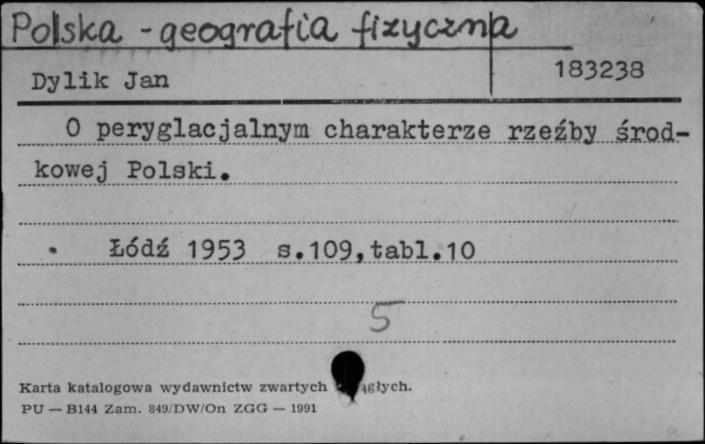 Polska - geografia fizyczna
Dylik Jan
183238
O peryglacjalnym charakterze rzeźby środ-
kowej Polski.
Łódź 1953 s.109,tabl.10
5
Karta katalogowa wydawnictw zwartych
PU — B144 Zam. 849/DW/On ZGG — 1991